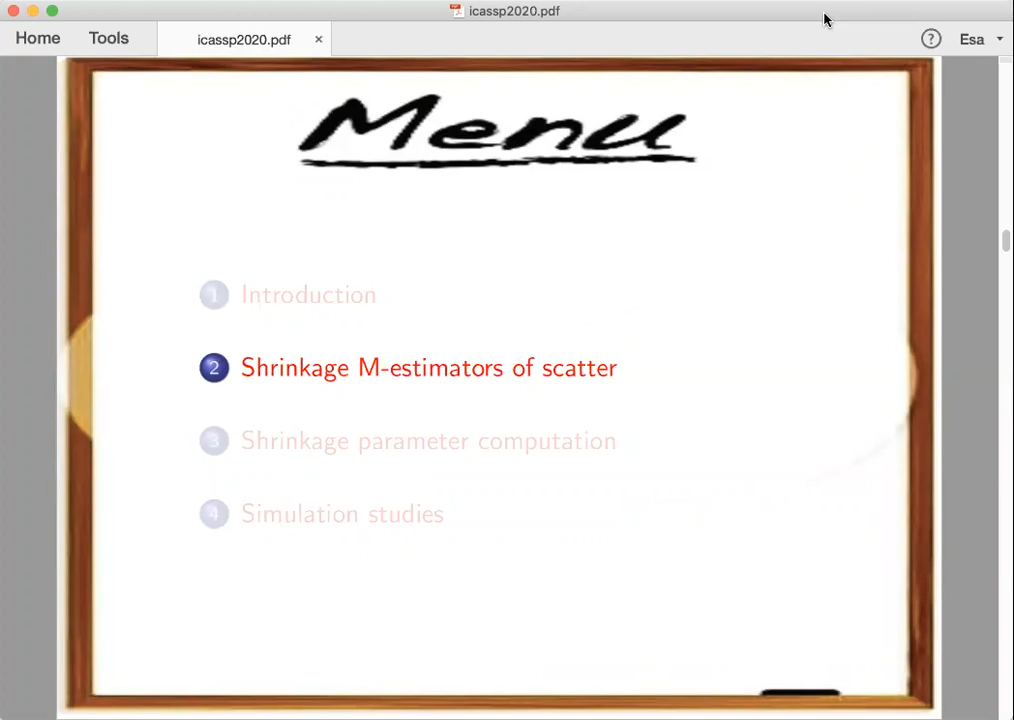 icassp2020.pdf
Home Tools icassp2020.pdf × ? Esa
Menu
1 Introduction
2 Shrinkage M-estimators of scatter
3 Shrinkage parameter computation
4 Simulation studies